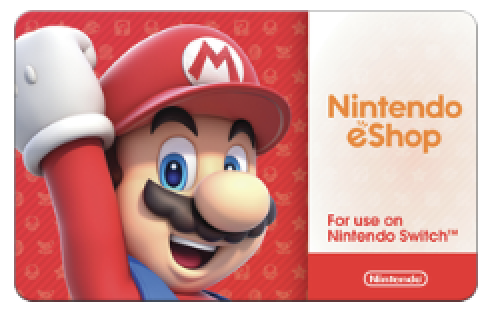 M
Nintendo
eShop
For use on
Nintendo Switch™
Nintendo